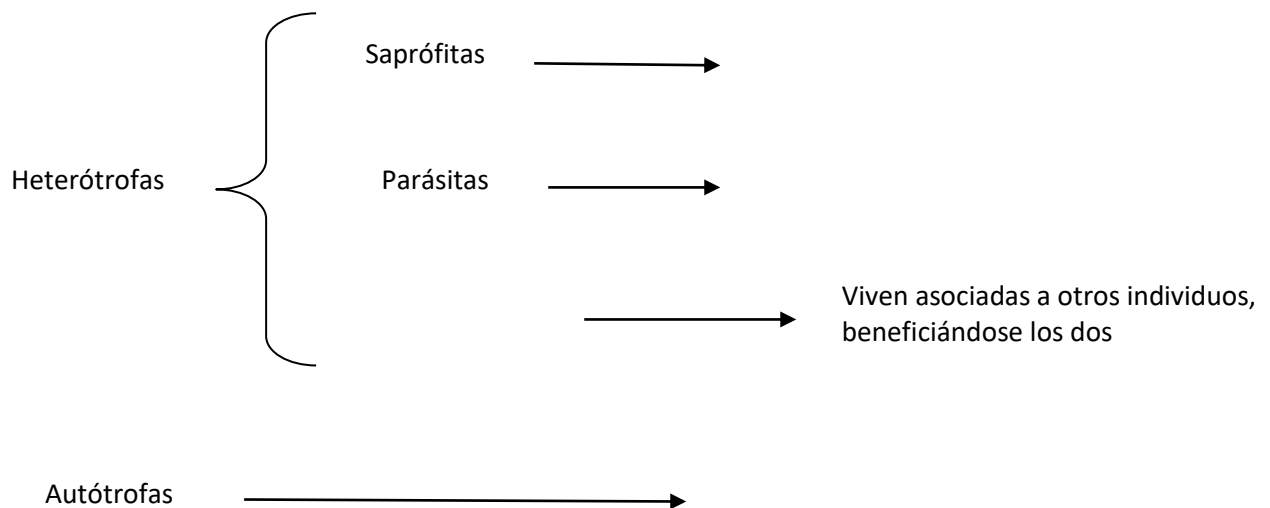 Saprófitas
Heterótrofas
Parásitas
Viven asociadas a otros individuos,
beneficiándose los dos
Autótrofas